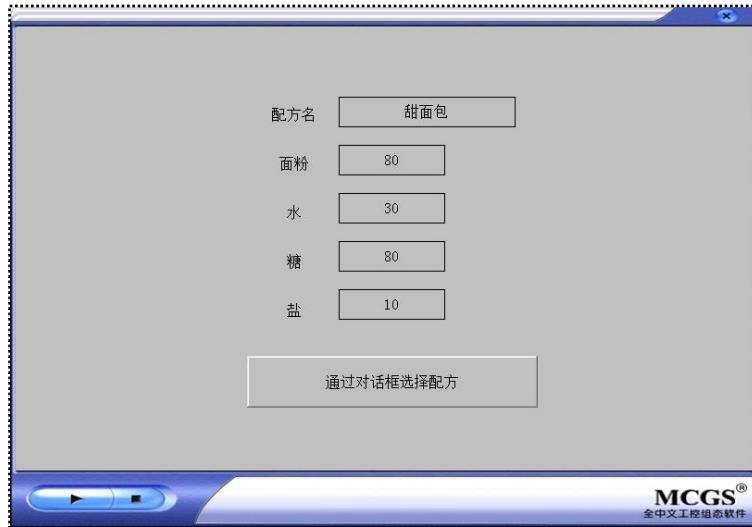 配方名 甜面包
面粉 80
水 30
糖 80
盐 10
通过对话框选择配方
MCGS®
全中文工控组态软件